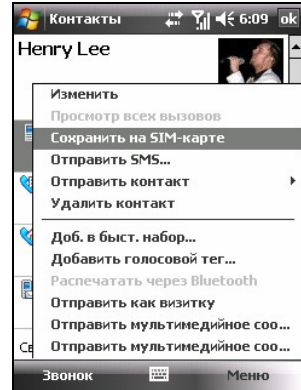 Контакты 6:09 ok
Henry Lee
Изменить
Просмотр всех вызовов
Сохранить на SIM-карте
Отправить SMS...
Отправить контакт
Удалить контакт
Доб. в быст. набор...
Добавить голосовой тег...
Распечатать через Bluetooth
Отправить как визитку
Отправить мультимедийное соо...
Отправить мультимедийное соо...
Звонок Меню